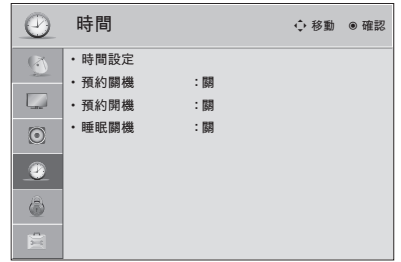 時間
移動 確認
・時間設定
・預約關機 ：關
・預約開機 ：關
・睡眠關機 ：關